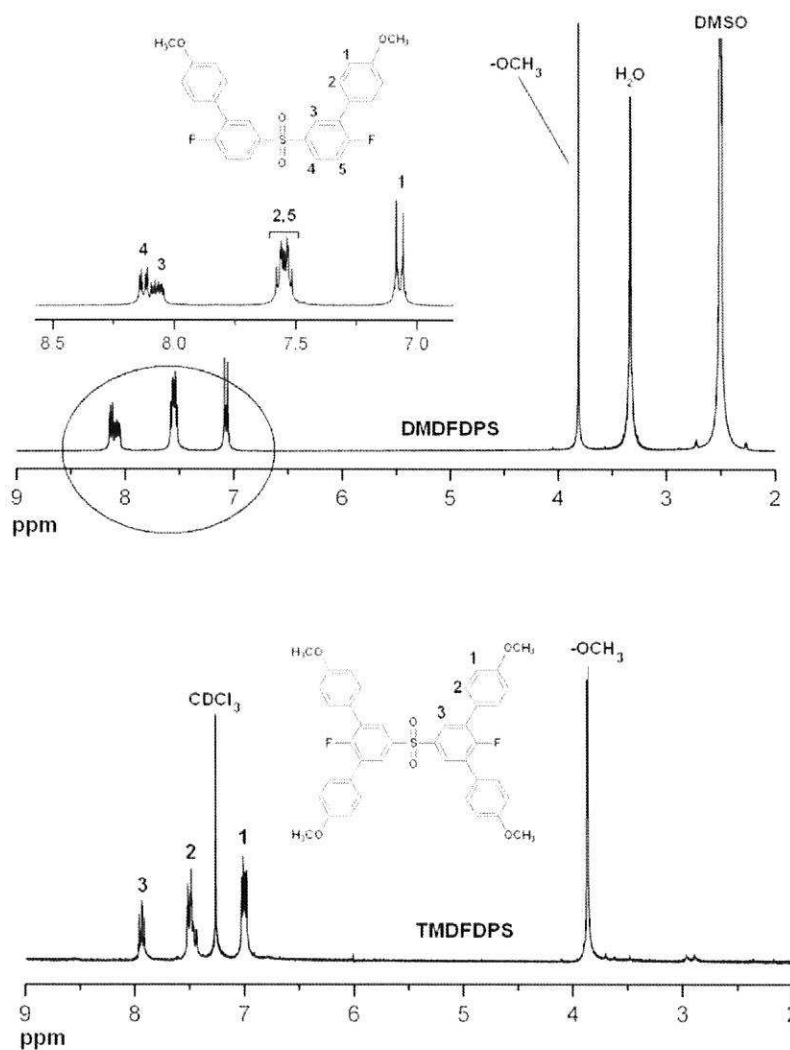 DMSO
-OCH₃
H₂O
H₃CO
OCH₃
1
2
3
O
F S F
O
4 5
1
2,5
4
3
8.5 8.0 7.5 7.0
DMDFDPS
9 8 7 6 5 4 3 2
ppm
-OCH₃
H₃CO
1
OCH₃
CDCl₃
2
3
O
F S F
O
H₃CO
OCH₃
1
2
3
TMDFDPS
9 8 7 6 5 4 3 2
ppm